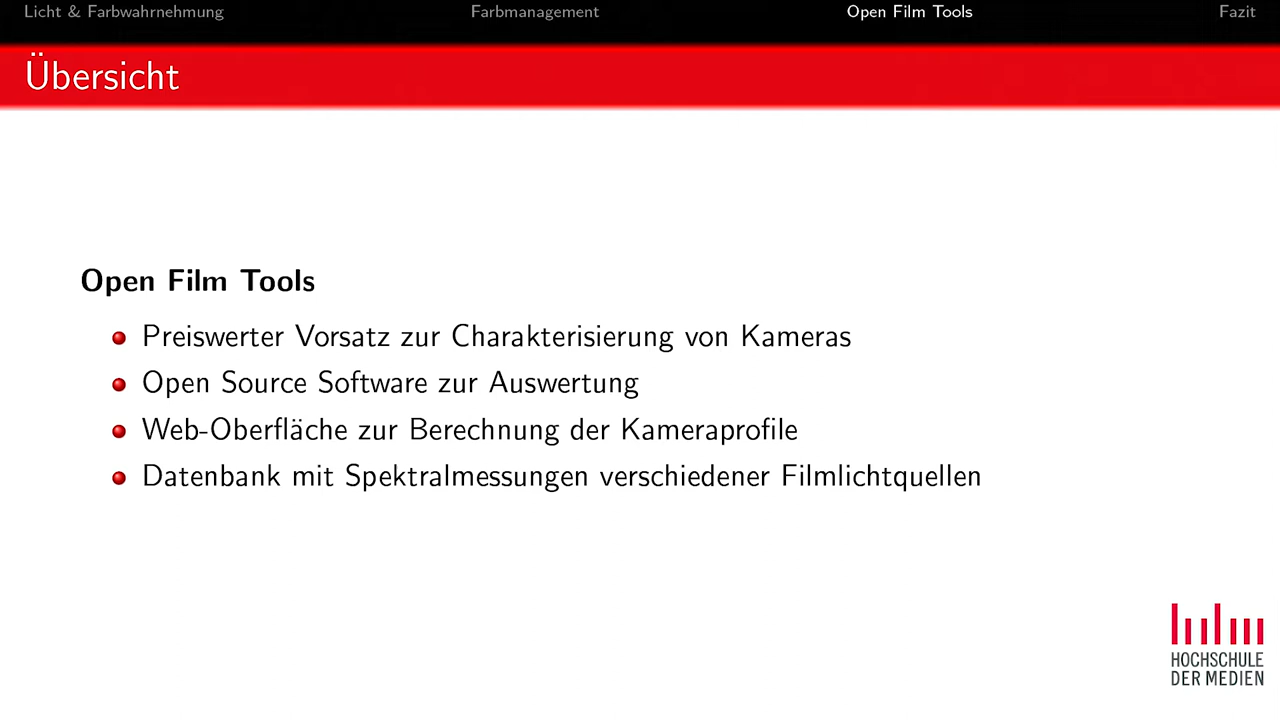 Licht & Farbwahrnehmung Farbmanagement Open Film Tools Fazit
Übersicht
Open Film Tools
Preiswerter Vorsatz zur Charakterisierung von Kameras
Open Source Software zur Auswertung
Web-Oberfläche zur Berechnung der Kameraprofile
Datenbank mit Spektralmessungen verschiedener Filmlichtquellen
HOCHSCHULE
DER MEDIEN